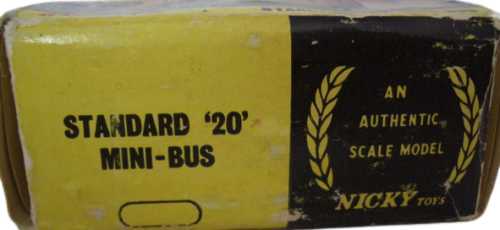 STANDARD '20'
MINI-BUS
AN
AUTHENTIC
SCALE MODEL
NICKY TOYS